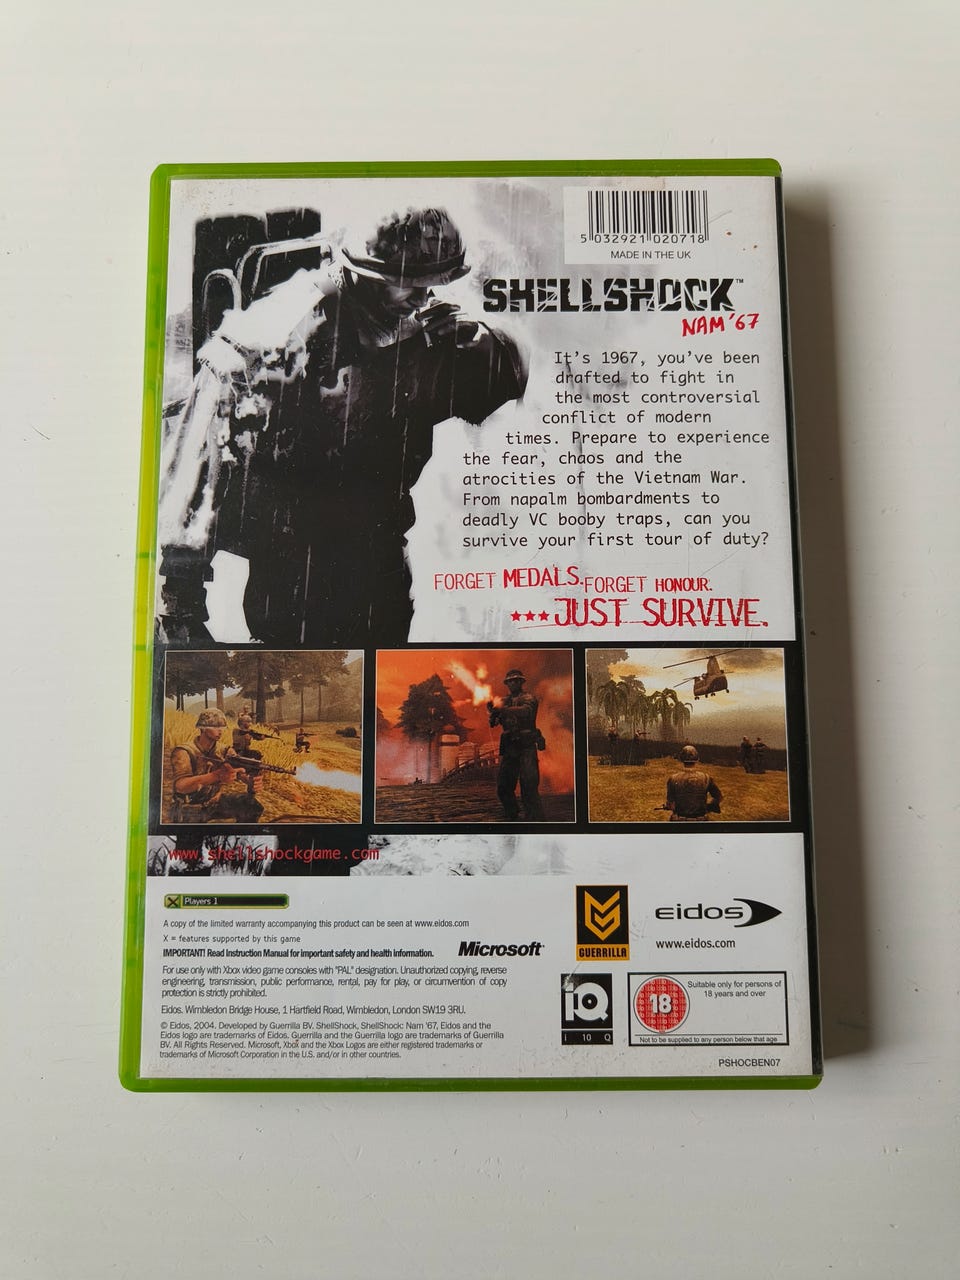 5 032921 020718
MADE IN THE UK
SHELLSHOCK™
NAM '67
It's 1967, you've been
drafted to fight in
the most controversial
conflict of modern
times. Prepare to experience
the fear, chaos and the
atrocities of the Vietnam War.
From napalm bombardments to
deadly VC booby traps, can you
survive your first tour of duty?
FORGET MEDALS. FORGET HONOUR.
JUST SURVIVE.
www.shellshockgame.com
X Players 1
A copy of the limited warranty accompanying this product can be seen at www.eidos.com
X = features supported by this game
IMPORTANT! Read Instruction Manual for important safety and health information.
Microsoft®
For use only with Xbox video game consoles with "PAL" designation. Unauthorized copying, reverse
engineering, transmission, public performance, rental, pay for play, or circumvention of copy
protection is strictly prohibited.
Eidos. Wimbledon Bridge House, 1 Hartfield Road, Wimbledon, London SW19 3RU.
© Eidos, 2004. Developed by Guerrilla BV. ShellShock, ShellShock: Nam '67, Eidos and the
Eidos logo are trademarks of Eidos. Guerrilla and the Guerrilla logo are trademarks of Guerrilla
BV. All Rights Reserved. Microsoft, Xbox and the Xbox Logos are either registered trademarks or
trademarks of Microsoft Corporation in the U.S. and/or in other countries.
GUERRILLA
eidos
www.eidos.com
iQ
I 10 Q
18
Suitable only for persons of
18 years and over
Not to be supplied to any person below that age
PSHOCBEN07